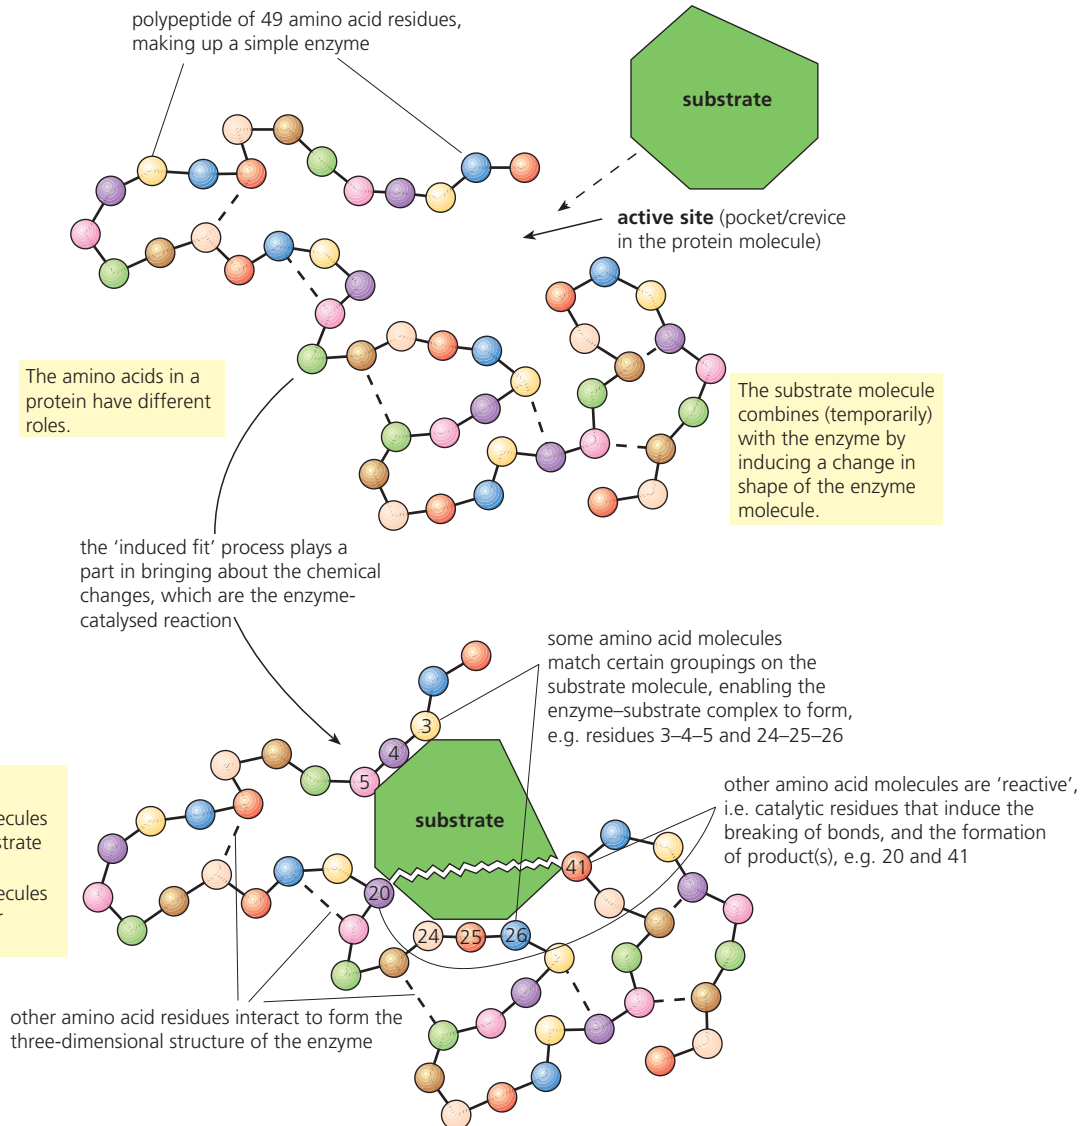 polypeptide of 49 amino acid residues,
making up a simple enzyme
substrate
active site (pocket/crevice
in the protein molecule)
The amino acids in a
protein have different
roles.
The substrate molecule
combines (temporarily)
with the enzyme by
inducing a change in
shape of the enzyme
molecule.
the ‘induced fit’ process plays a
part in bringing about the chemical
changes, which are the enzyme-
catalysed reaction
some amino acid molecules
match certain groupings on the
substrate molecule, enabling the
enzyme–substrate complex to form,
e.g. residues 3–4–5 and 24–25–26
3
4
5
substrate
other amino acid molecules are ‘reactive’,
i.e. catalytic residues that induce the
breaking of bonds, and the formation
of product(s), e.g. 20 and 41
41
20
24 25 26
other amino acid residues interact to form the
three-dimensional structure of the enzyme